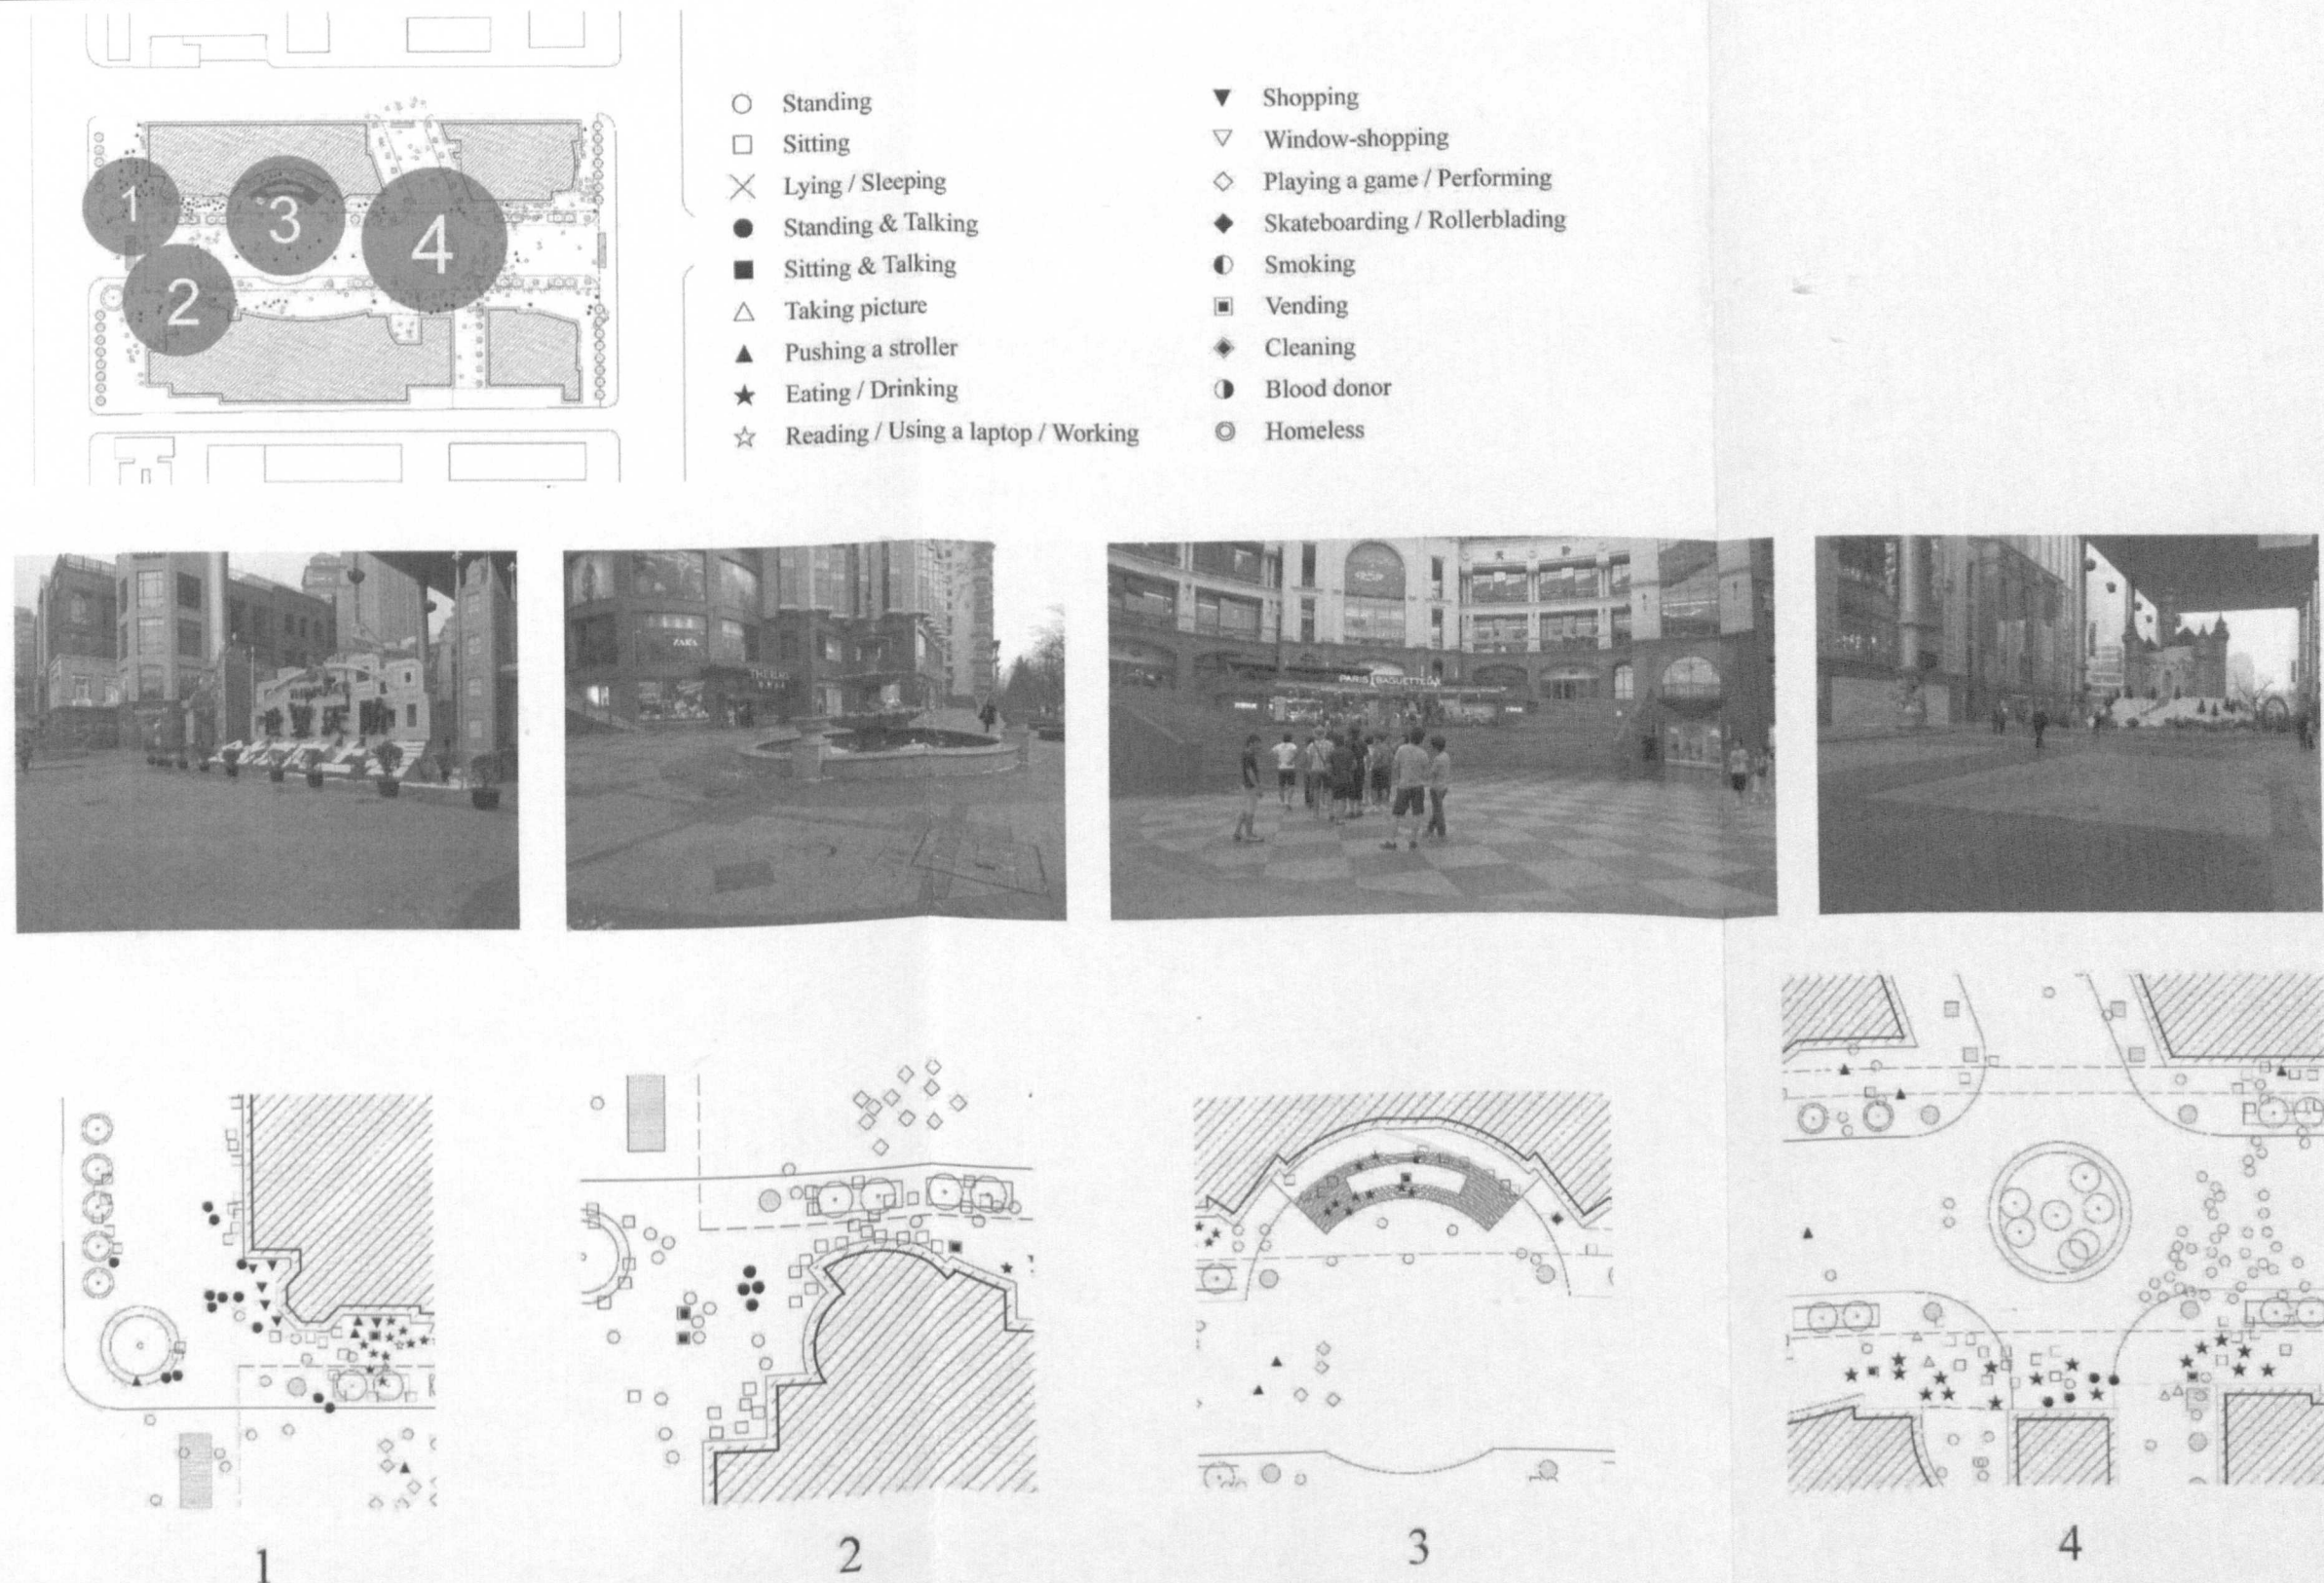 1
2
3
4
Standing
Sitting
Lying / Sleeping
Standing & Talking
Sitting & Talking
Taking picture
Pushing a stroller
Eating / Drinking
Reading / Using a laptop / Working
Shopping
Window-shopping
Playing a game / Performing
Skateboarding / Rollerblading
Smoking
Vending
Cleaning
Blood donor
Homeless
ZARA
PARIS BAGUETTE
1
2
3
4